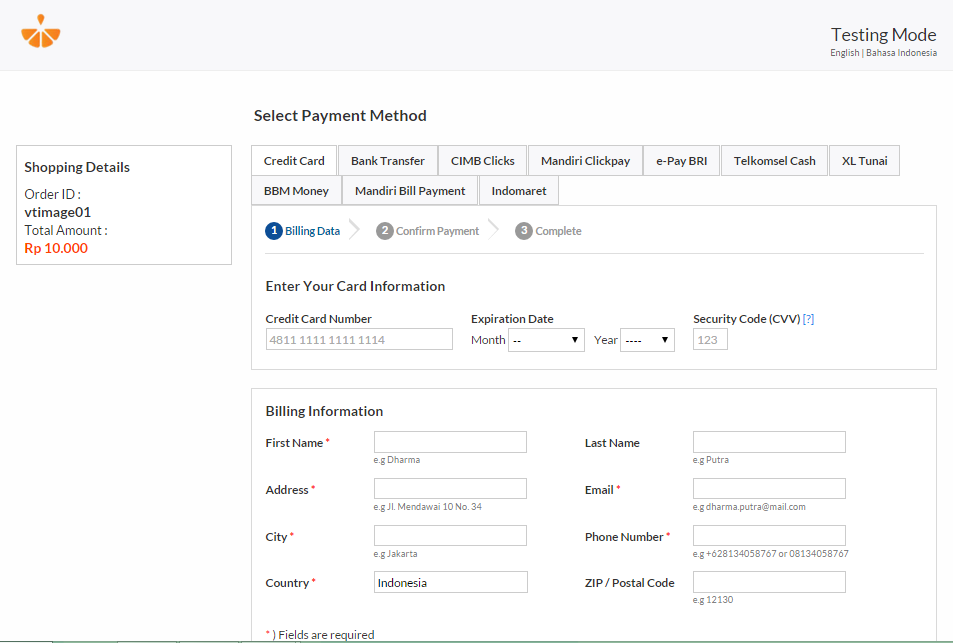 Testing Mode
English | Bahasa Indonesia
Select Payment Method
Shopping Details
Order ID :
vtimage01
Total Amount :
Rp 10.000
Credit Card Bank Transfer CIMB Clicks Mandiri Clickpay e-Pay BRI Telkomsel Cash XL Tunai
BBM Money Mandiri Bill Payment Indomaret
1 Billing Data 2 Confirm Payment 3 Complete
Enter Your Card Information
Credit Card Number Expiration Date Security Code (CVV) [?]
4811 1111 1111 1114 Month -- Year ---- 123
Billing Information
First Name * Last Name
e.g Dharma e.g Putra
Address * Email *
e.g Jl. Mendawai 10 No. 34 e.g dharma.putra@mail.com
City * Phone Number *
e.g Jakarta e.g +628134058767 or 08134058767
Country * Indonesia ZIP / Postal Code
e.g 12130
* ) Fields are required